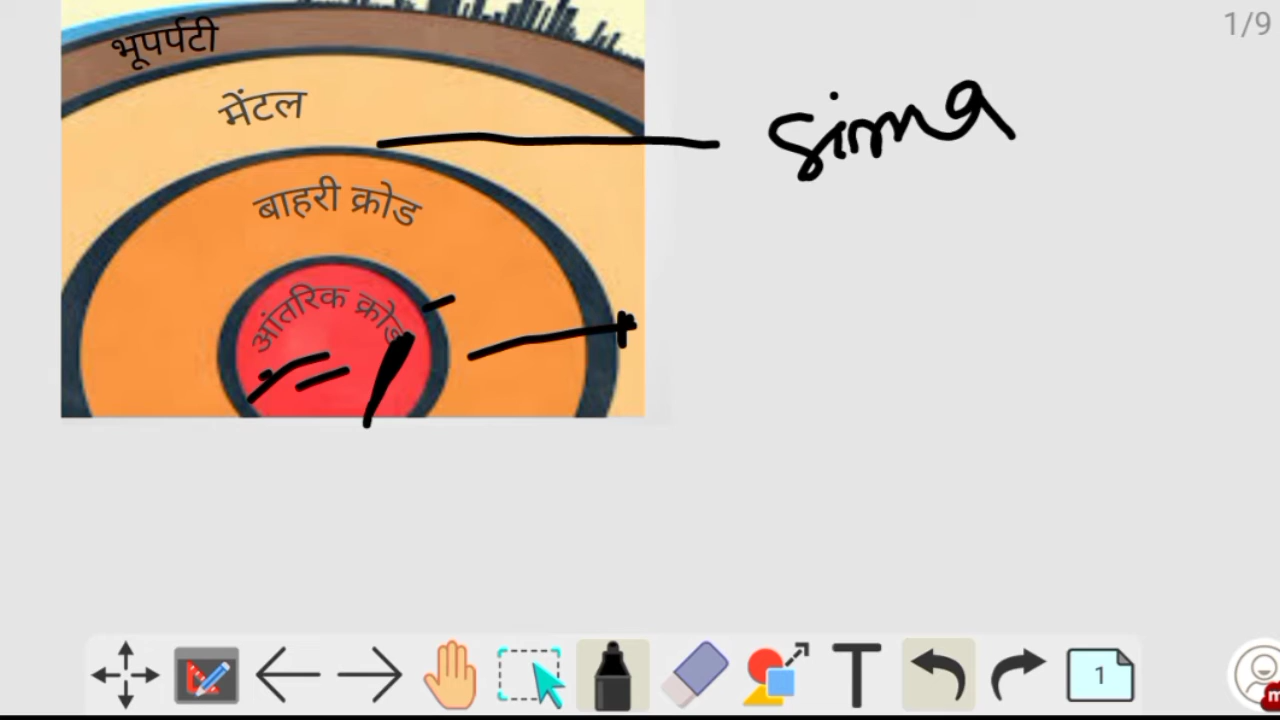 1/9
भूपर्पटी
मेंटल
sima
बाहरी क्रोड
आंतरिक क्रोड
T
1
m